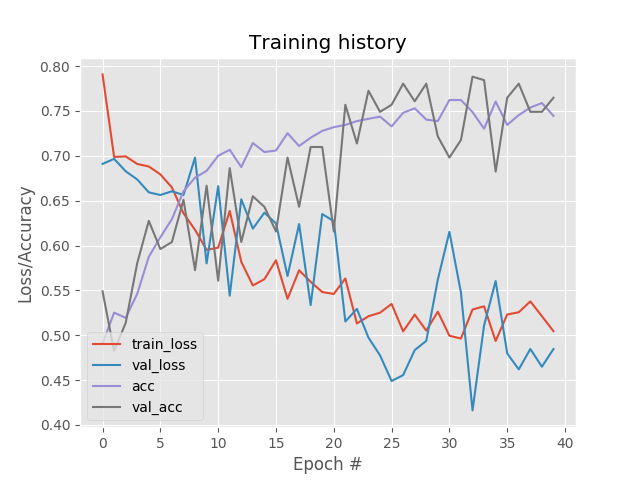 Training history
0.80
0.75
0.70
0.65
0.60
0.55
0.50
0.45
0.40
Loss/Accuracy
train_loss
val_loss
acc
val_acc
0 5 10 15 20 25 30 35 40
Epoch #